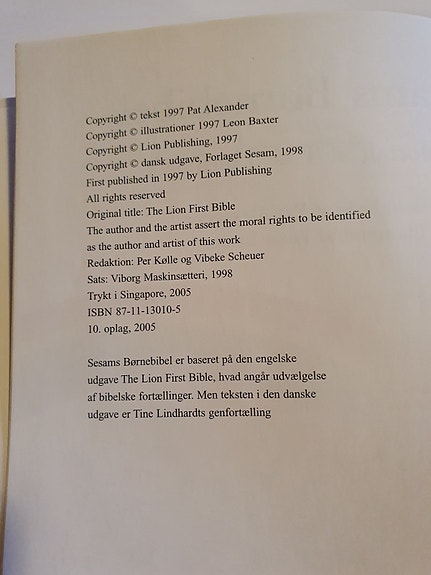 Copyright © tekst 1997 Pat Alexander
Copyright © illustrationer 1997 Leon Baxter
Copyright © Lion Publishing, 1997
Copyright © dansk udgave, Forlaget Sesam, 1998
First published in 1997 by Lion Publishing
All rights reserved
Original title: The Lion First Bible
The author and the artist assert the moral rights to be identified
as the author and artist of this work
Redaktion: Per Kølle og Vibeke Scheuer
Sats: Viborg Maskinsætteri, 1998
Trykt i Singapore, 2005
ISBN 87-11-13010-5
10. oplag, 2005
Sesams Børnebibel er baseret på den engelske
udgave The Lion First Bible, hvad angår udvælgelse
af bibelske fortællinger. Men teksten i den danske
udgave er Tine Lindhardts genfortælling